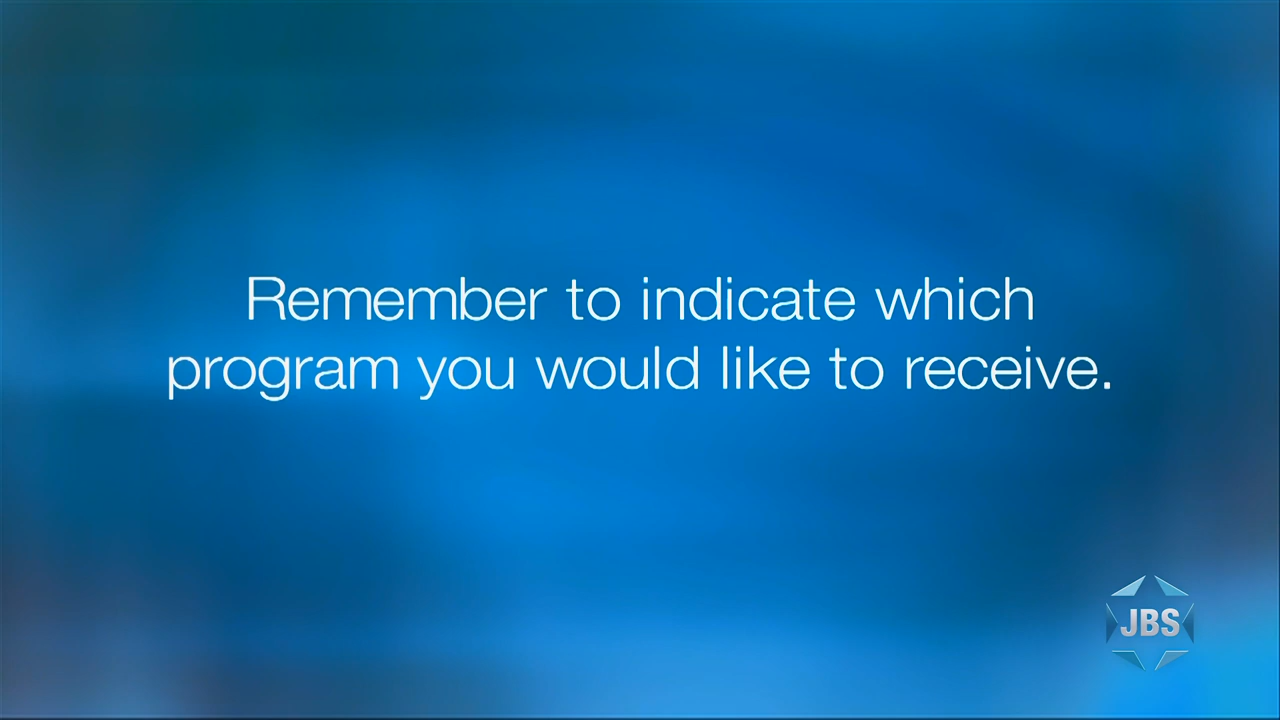 Remember to indicate which
program you would like to receive.
JBS